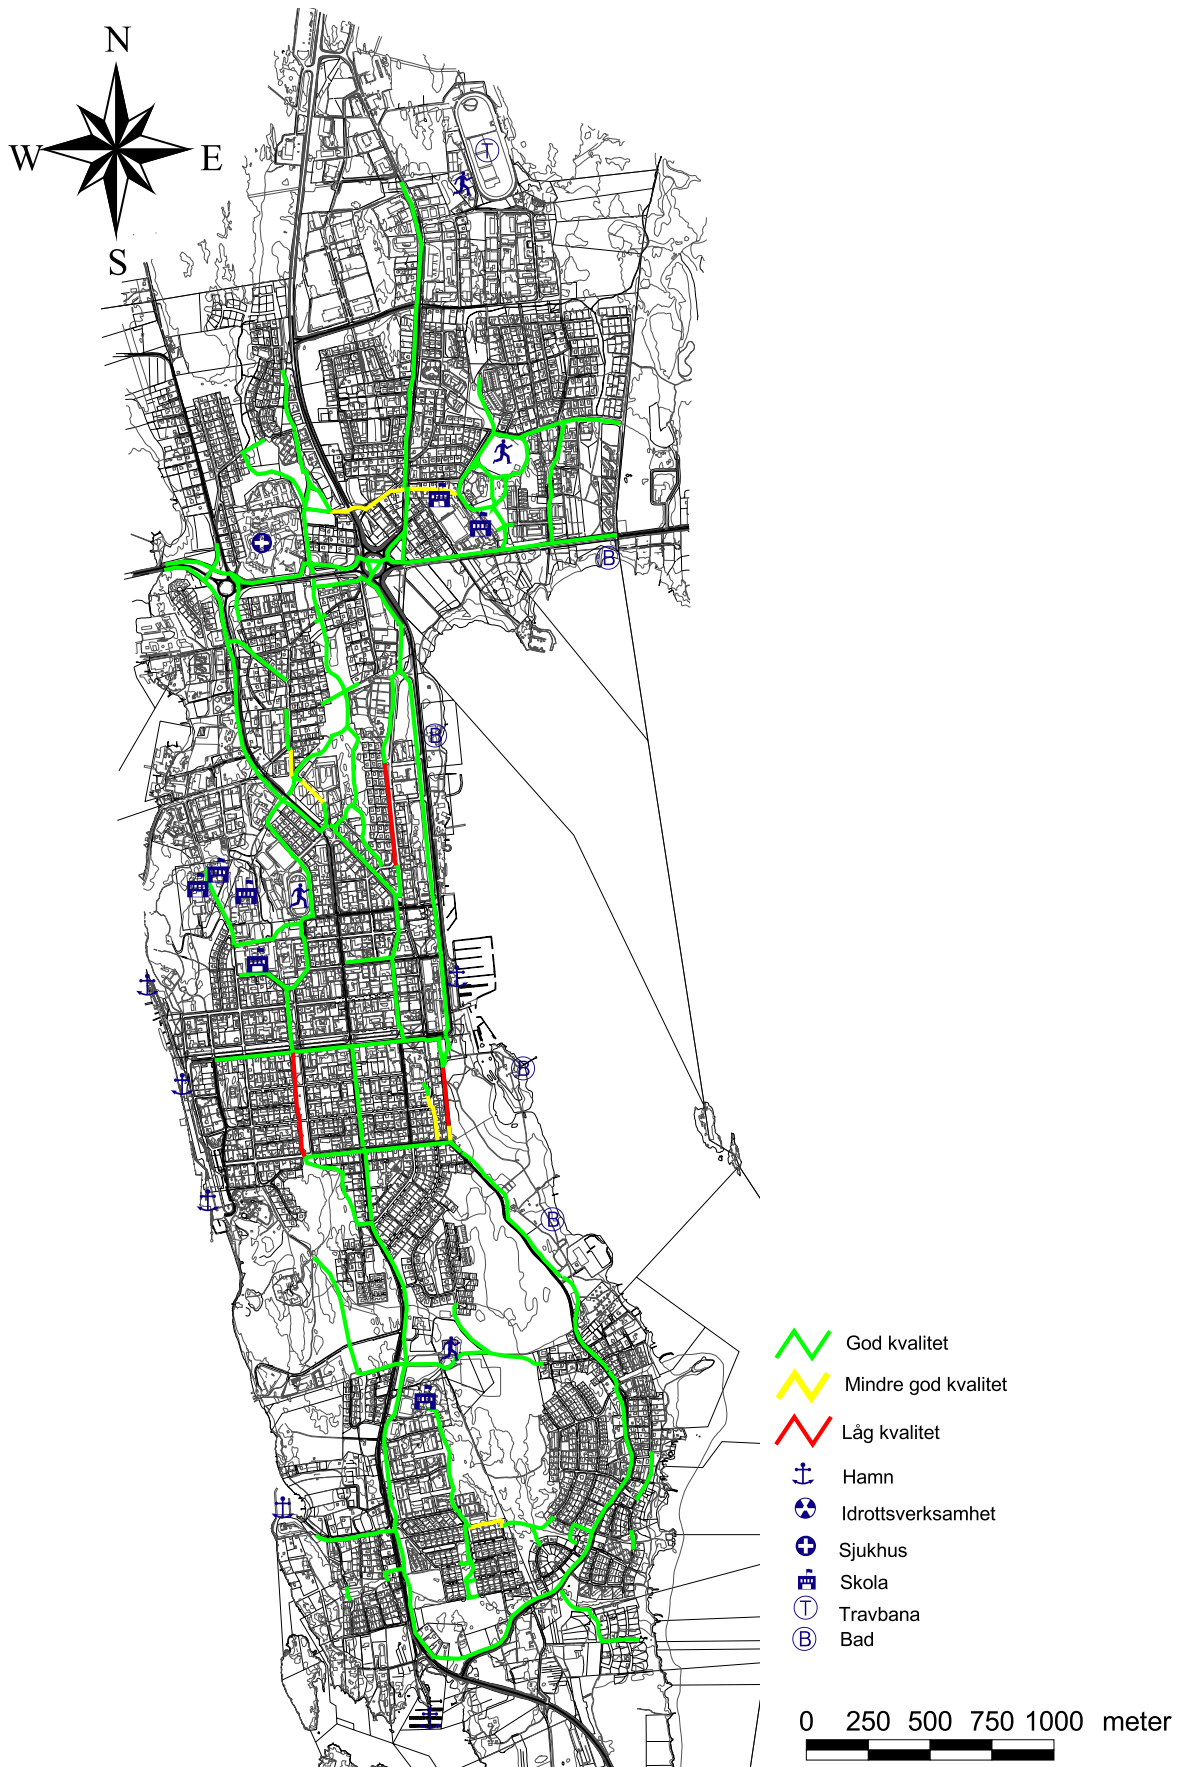 N
W E
S
T
B
B
B
B
God kvalitet
Mindre god kvalitet
Låg kvalitet
Hamn
Idrottsverksamhet
Sjukhus
Skola
T Travbana
B Bad
0 250 500 750 1000 meter